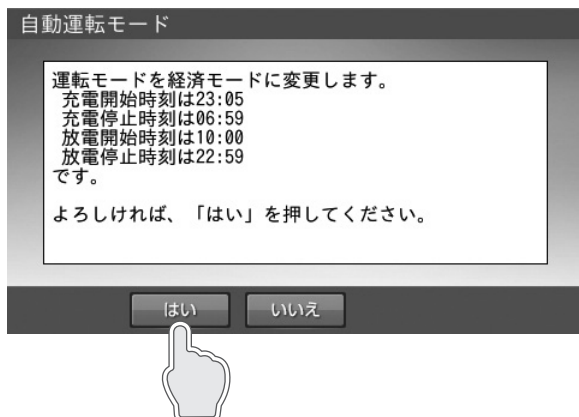 自動運転モード
運転モードを経済モードに変更します。
充電開始時刻は23:05
充電停止時刻は06:59
放電開始時刻は10:00
放電停止時刻は22:59
です。
よろしければ、「はい」を押してください。
はい
いいえ